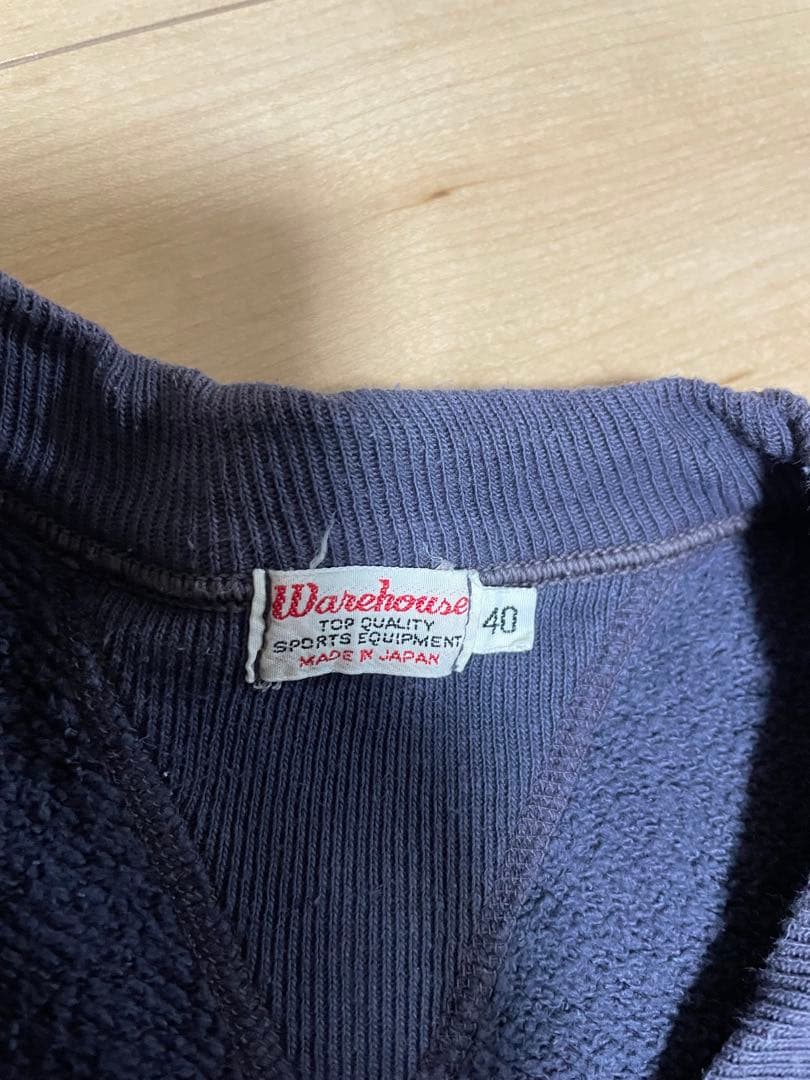 Warehouse
TOP QUALITY
SPORTS EQUIPMENT
MADE IN JAPAN
40